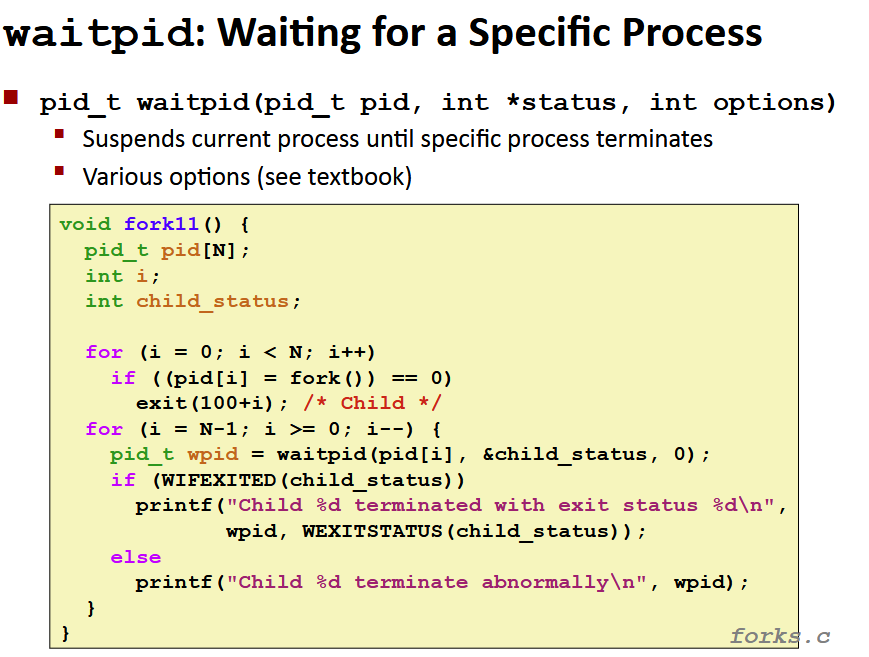 waitpid: Waiting for a Specific Process
pid_t waitpid(pid_t pid, int *status, int options)
Suspends current process until specific process terminates
Various options (see textbook)
void fork11() {
  pid_t pid[N];
  int i;
  int child_status;

  for (i = 0; i < N; i++)
    if ((pid[i] = fork()) == 0)
      exit(100+i); /* Child */
  for (i = N-1; i >= 0; i--) {
    pid_t wpid = waitpid(pid[i], &child_status, 0);
    if (WIFEXITED(child_status))
      printf("Child %d terminated with exit status %d\n",
             wpid, WEXITSTATUS(child_status));
    else
      printf("Child %d terminate abnormally\n", wpid);
  }
}
forks.c